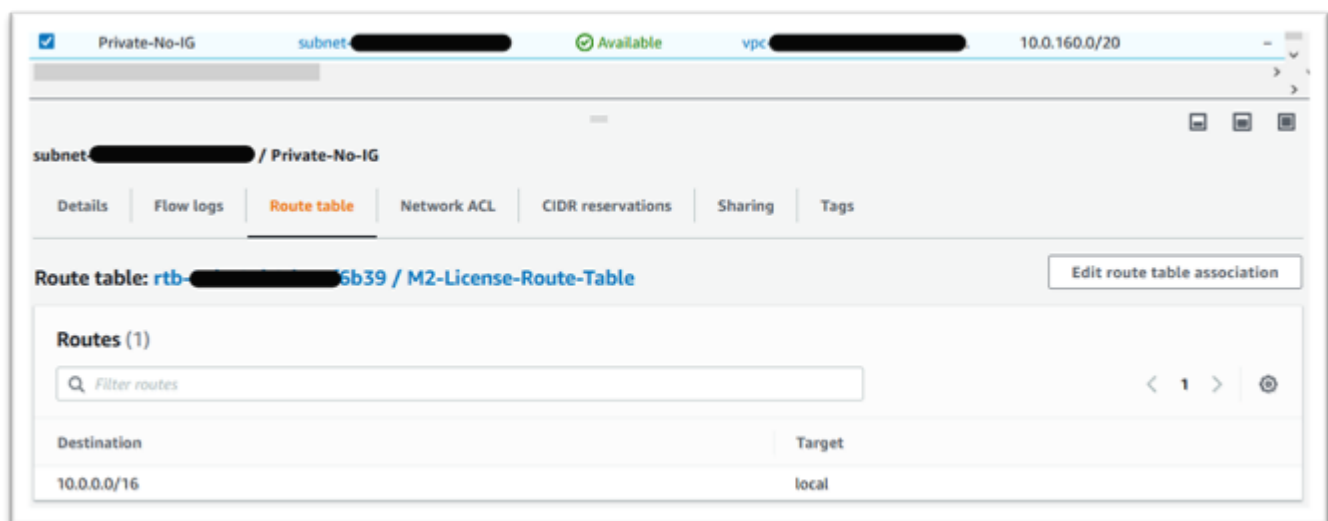 Private-No-IG subnet- Available vpc- 10.0.160.0/20 -
subnet- / Private-No-IG
Details Flow logs Route table Network ACL CIDR reservations Sharing Tags
Route table: rtb- 6b39 / M2-License-Route-Table Edit route table association
Routes (1)
Filter routes 1
Destination Target
10.0.0.0/16 local